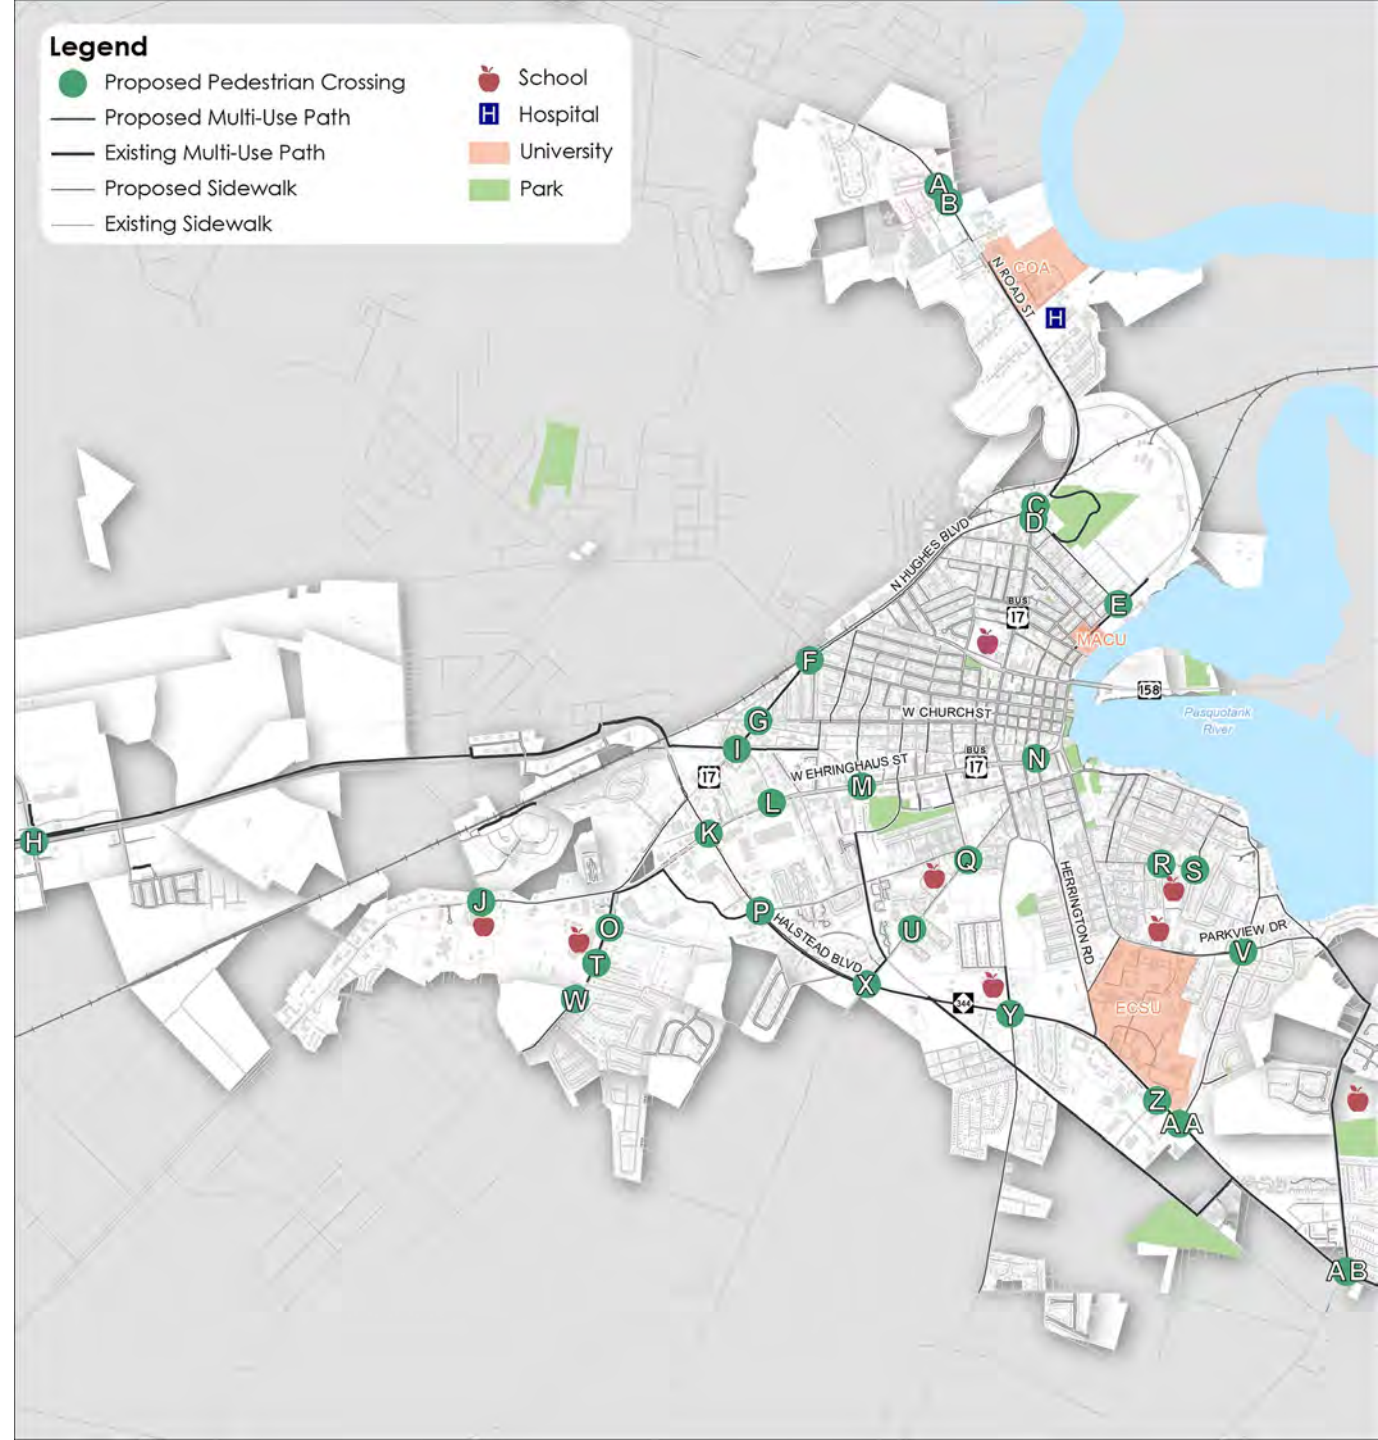 Legend
Proposed Pedestrian Crossing
Proposed Multi-Use Path
Existing Multi-Use Path
Proposed Sidewalk
Existing Sidewalk
School
H Hospital
University
Park
A
B
COA
N ROAD ST
H
C
D
N HUGHES BLVD
E
BUS
17
MACU
F
158
W CHURCH ST
Pasquotank
River
G
I
N
BUS
17
17
W EHRINGHAUS ST
M
L
K
H
Q
R
S
HERRINGTON RD
J
P
HALSTEAD BLVD
O
U
PARKVIEW DR
V
T
W
X
344
Y
ECSU
Z
AA
AB